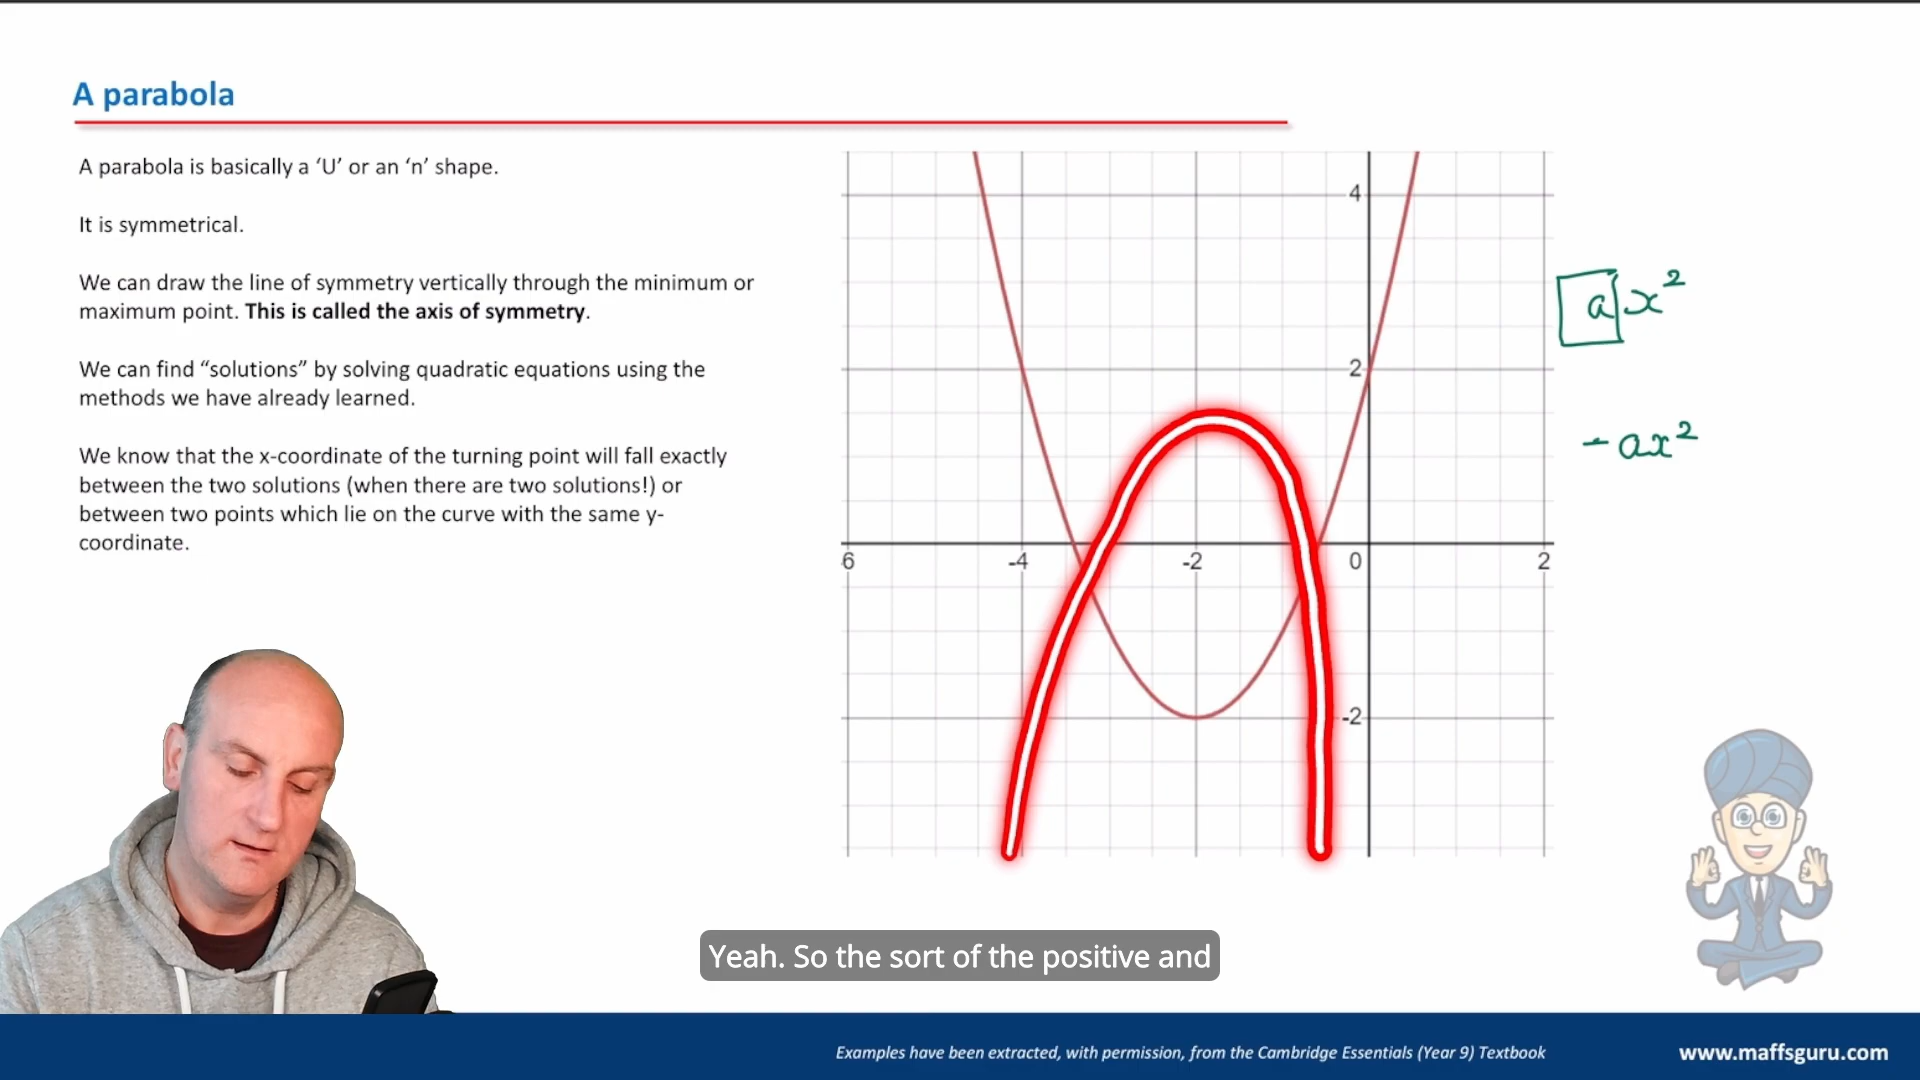 A parabola
A parabola is basically a ‘U’ or an ‘n’ shape.
It is symmetrical.
We can draw the line of symmetry vertically through the minimum or
maximum point. This is called the axis of symmetry.
We can find “solutions” by solving quadratic equations using the
methods we have already learned.
We know that the x-coordinate of the turning point will fall exactly
between the two solutions (when there are two solutions!) or
between two points which lie on the curve with the same y-
coordinate.
4
2
6 -4 -2 0 2
-2
ax²
-ax²
Yeah. So the sort of the positive and
Examples have been extracted, with permission, from the Cambridge Essentials (Year 9) Textbook
www.maffsguru.com